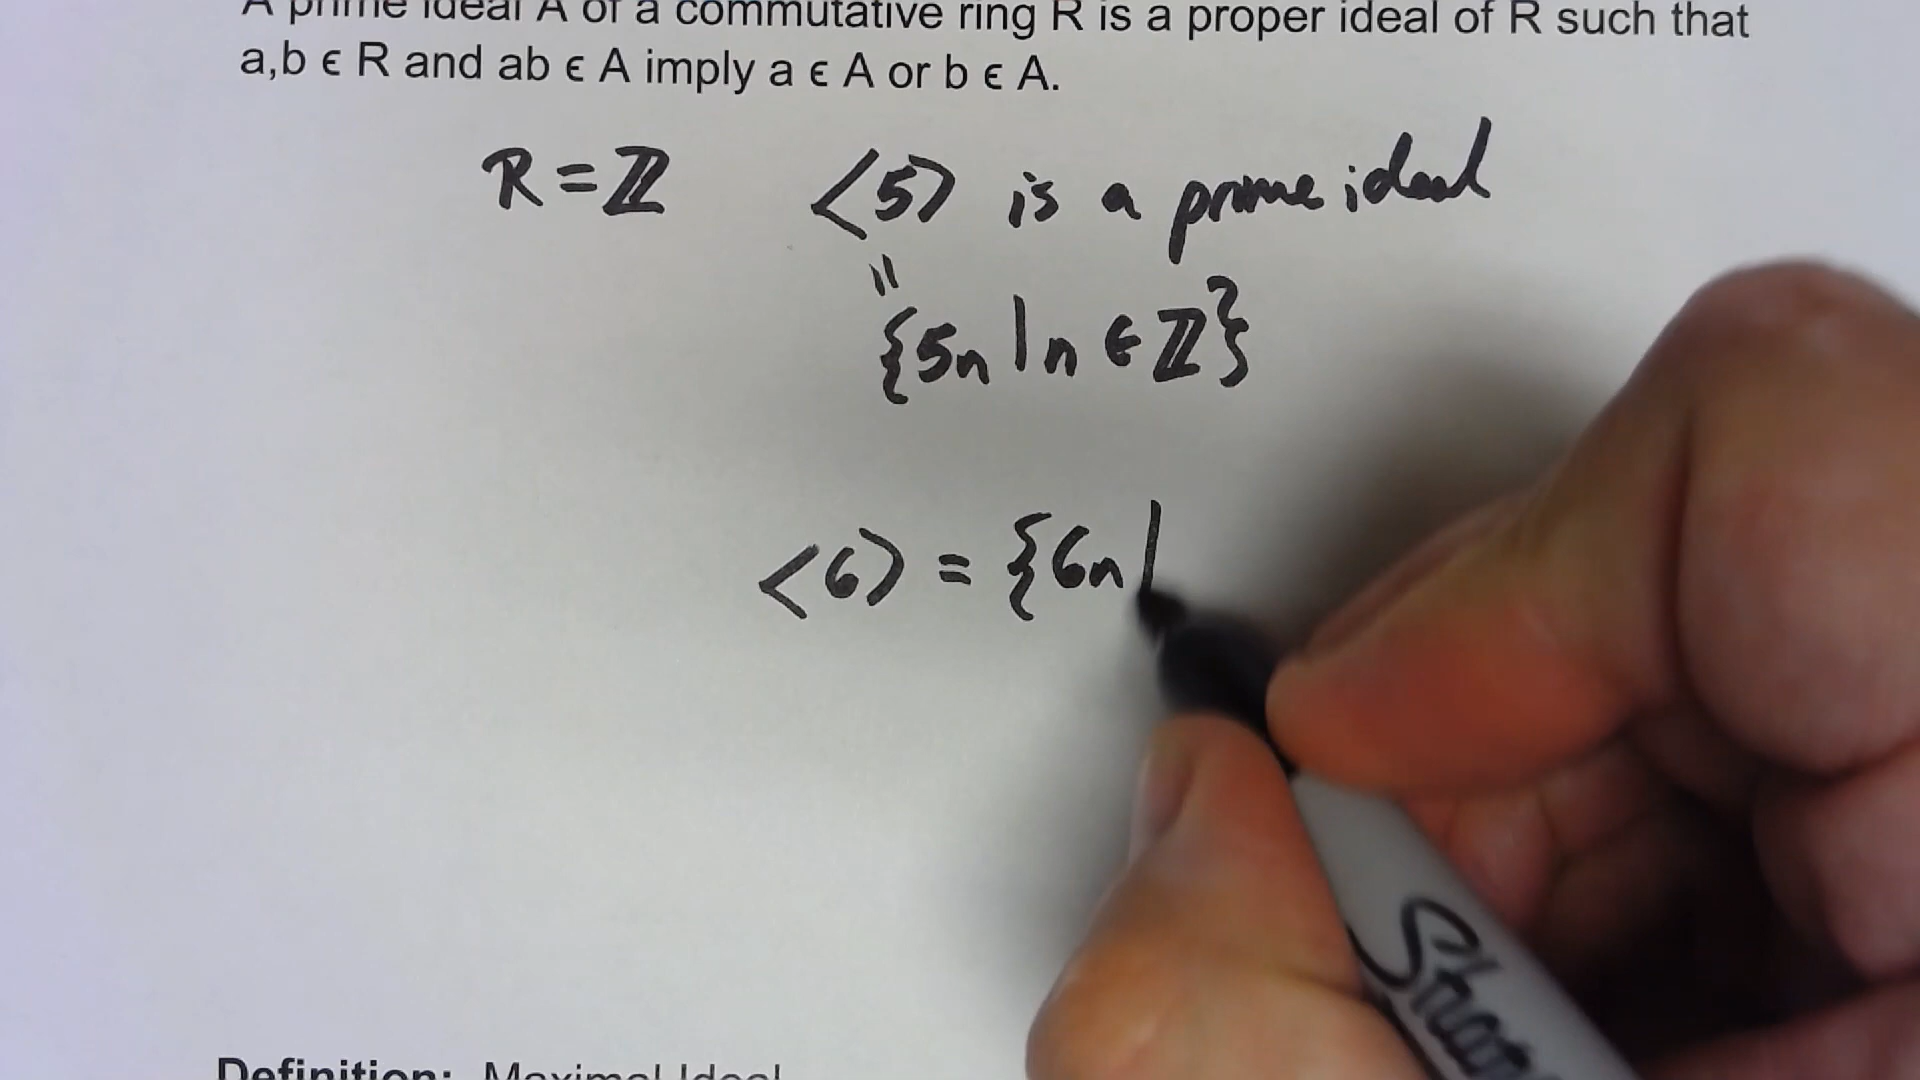 A prime ideal A of a commutative ring R is a proper ideal of R such that
a,b ϵ R and ab ϵ A imply a ϵ A or b ϵ A.
R = ℤ ⟨5⟩ is a prime ideal
=
{5n | n ∈ ℤ}
⟨6⟩ = {6n |
Definition: Maximal Ideal